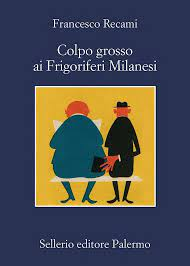 Francesco Recami
Colpo grosso
ai Frigoriferi Milanesi
Sellerio editore Palermo